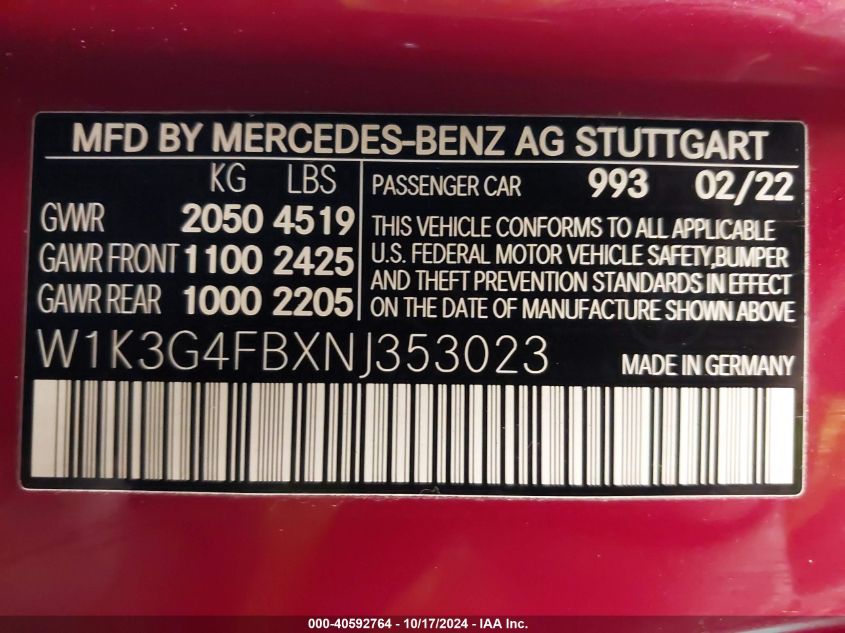 MFD BY MERCEDES-BENZ AG STUTTGART
KG LBS
GVWR 2050 4519
GAWR FRONT 1100 2425
GAWR REAR 1000 2205
PASSENGER CAR 993 02/22
THIS VEHICLE CONFORMS TO ALL APPLICABLE
U.S. FEDERAL MOTOR VEHICLE SAFETY,BUMPER
AND THEFT PREVENTION STANDARDS IN EFFECT
ON THE DATE OF MANUFACTURE SHOWN ABOVE
W1K3G4FBXNJ353023 MADE IN GERMANY
000-40592764 - 10/17/2024 - IAA Inc.